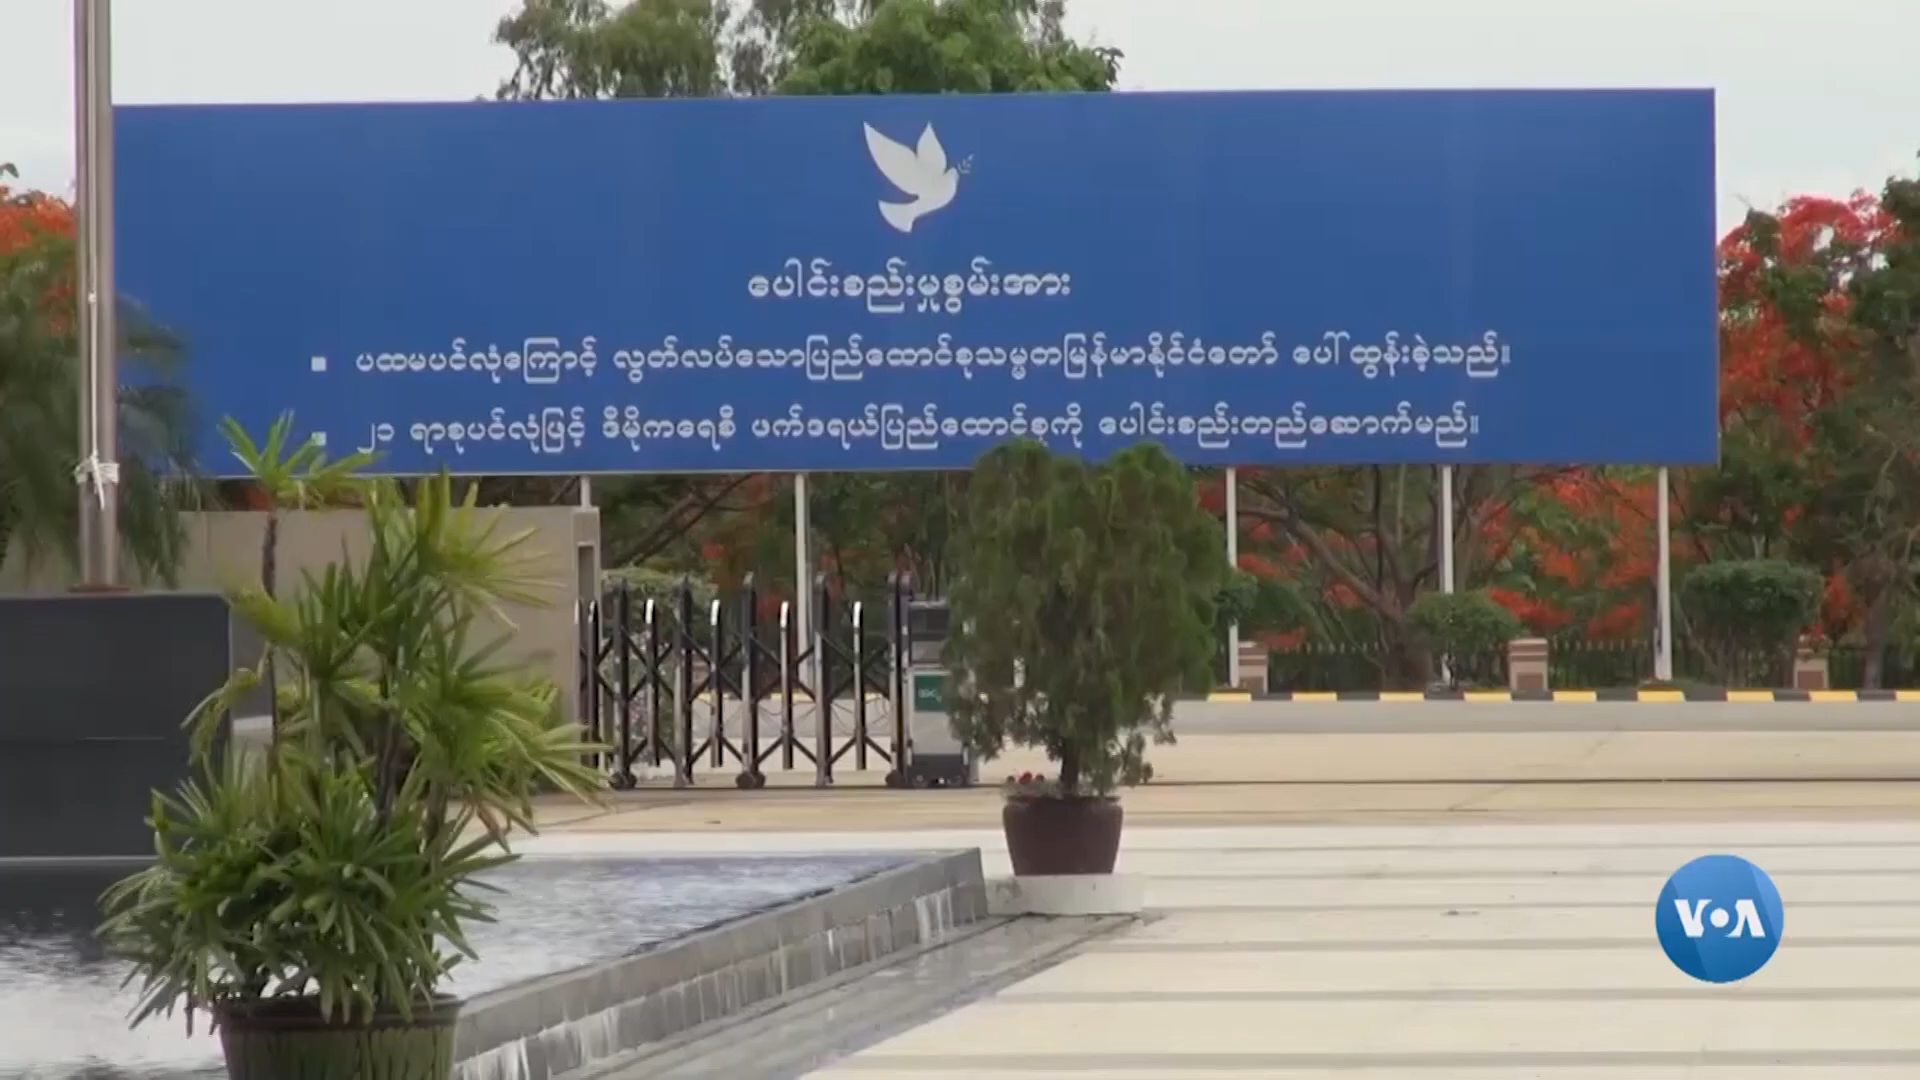 ပေါင်းစည်းမှုစွမ်းအား
▪ ပထမပင်လုံကြောင့် လွတ်လပ်သောပြည်ထောင်စုသမ္မတမြန်မာနိုင်ငံတော် ပေါ်ထွန်းခဲ့သည်။
▪ ၂၁ ရာစုပင်လုံဖြင့် ဒီမိုကရေစီ ဖက်ဒရယ်ပြည်ထောင်စုကို ပေါင်းစည်းတည်ဆောက်မည်။
VOA